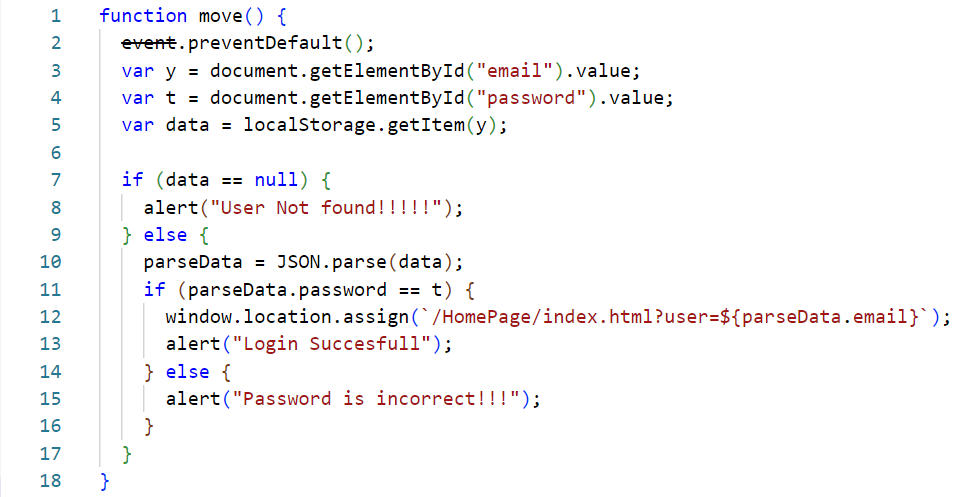 1 function move() {
2 event.preventDefault();
3 var y = document.getElementById("email").value;
4 var t = document.getElementById("password").value;
5 var data = localStorage.getItem(y);
6
7 if (data == null) {
8 alert("User Not found!!!!!");
9 } else {
10 parseData = JSON.parse(data);
11 if (parseData.password == t) {
12 window.location.assign(`/HomePage/index.html?user=${parseData.email}`);
13 alert("Login Succesfull");
14 } else {
15 alert("Password is incorrect!!!");
16 }
17 }
18 }